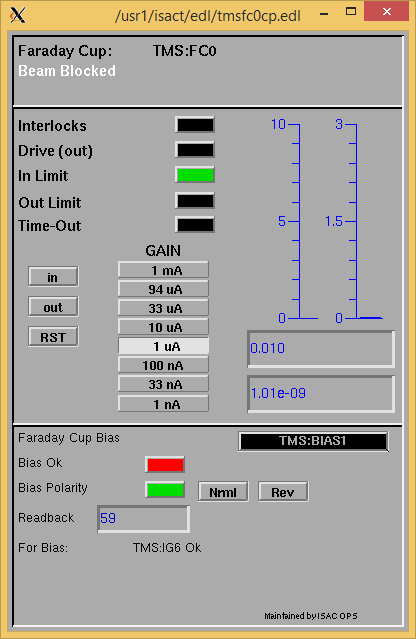 /usr1/isact/edl/tmsfc0cp.edl
Faraday Cup: TMS:FC0
Beam Blocked
Interlocks
Drive (out)
In Limit
Out Limit
Time-Out
10 3
5 1.5
0 0
GAIN
1 mA
94 uA
33 uA
10 uA
1 uA
100 nA
33 nA
1 nA
in
out
RST
0.010
1.01e-09
Faraday Cup Bias TMS:BIAS1
Bias Ok
Bias Polarity Nrml Rev
Readback 59
For Bias: TMS:IG6 Ok
Maintained by ISAC OPS